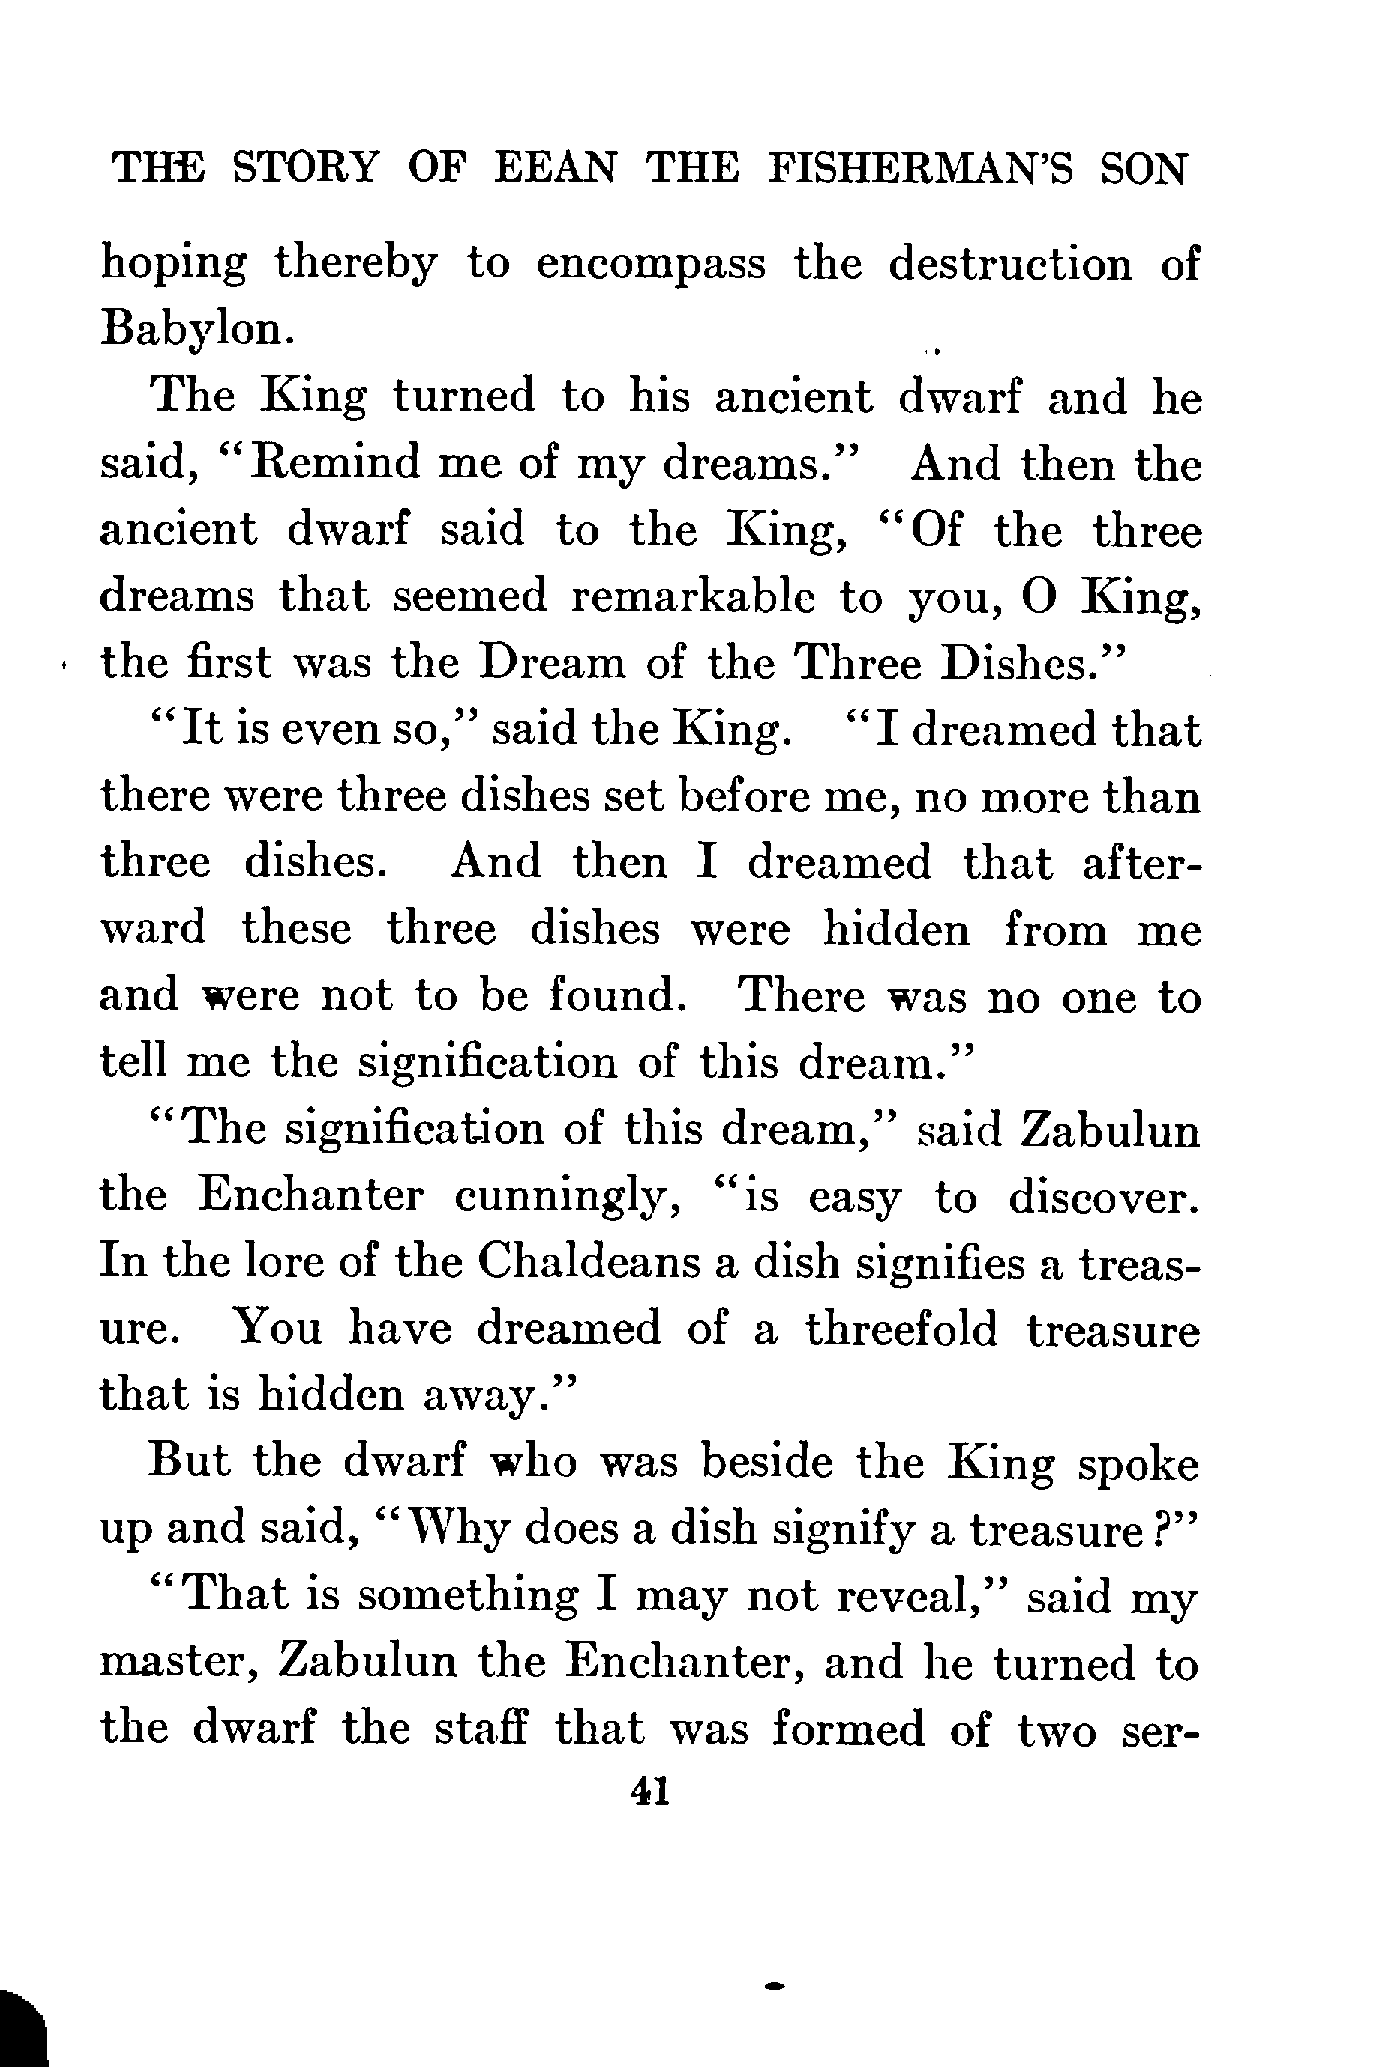 THE STORY OF EEAN THE FISHERMAN'S SON
hoping thereby to encompass the destruction of
Babylon.
The King turned to his ancient dwarf and he
said, "Remind me of my dreams." And then the
ancient dwarf said to the King, "Of the three
dreams that seemed remarkable to you, O King,
the first was the Dream of the Three Dishes."
"It is even so," said the King. "I dreamed that
there were three dishes set before me, no more than
three dishes. And then I dreamed that after-
ward these three dishes were hidden from me
and were not to be found. There was no one to
tell me the signification of this dream."
"The signification of this dream," said Zabulun
the Enchanter cunningly, "is easy to discover.
In the lore of the Chaldeans a dish signifies a treas-
ure. You have dreamed of a threefold treasure
that is hidden away."
But the dwarf who was beside the King spoke
up and said, "Why does a dish signify a treasure?"
"That is something I may not reveal," said my
master, Zabulun the Enchanter, and he turned to
the dwarf the staff that was formed of two ser-
41